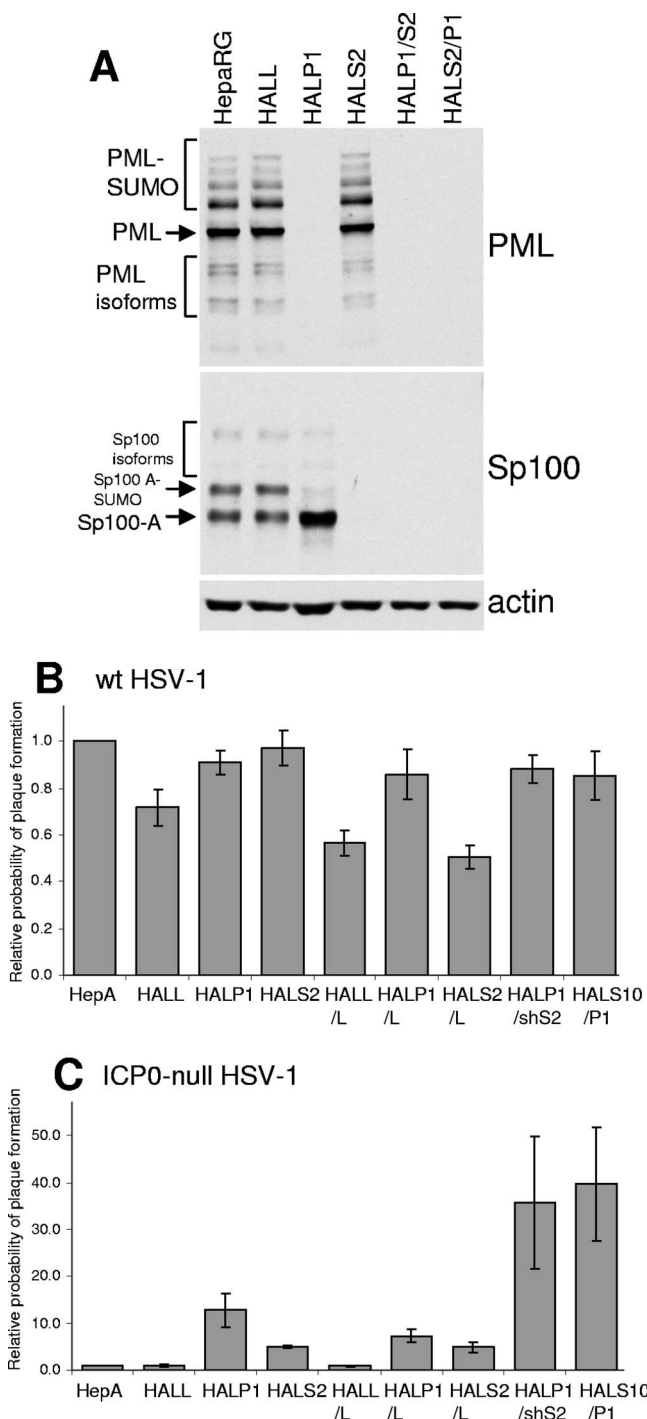 A
HepaRG
HALL
HALP1
HALS2
HALP1/S2
HALS2/P1
PML-
SUMO
PML
PML
isoforms
PML
Sp100
isoforms
Sp100 A-
SUMO
Sp100-A
Sp100
actin
B wt HSV-1
Relative probability of plaque formation
1.0
0.8
0.6
0.4
0.2
0.0
HepA HALL HALP1 HALS2 HALL HALP1 HALS2 HALP1 HALS10
/L /L /L /shS2 /P1
C ICP0-null HSV-1
Relative probability of plaque formation
50.0
40.0
30.0
20.0
10.0
0.0
HepA HALL HALP1 HALS2 HALL HALP1 HALS2 HALP1 HALS10
/L /L /L /shS2 /P1